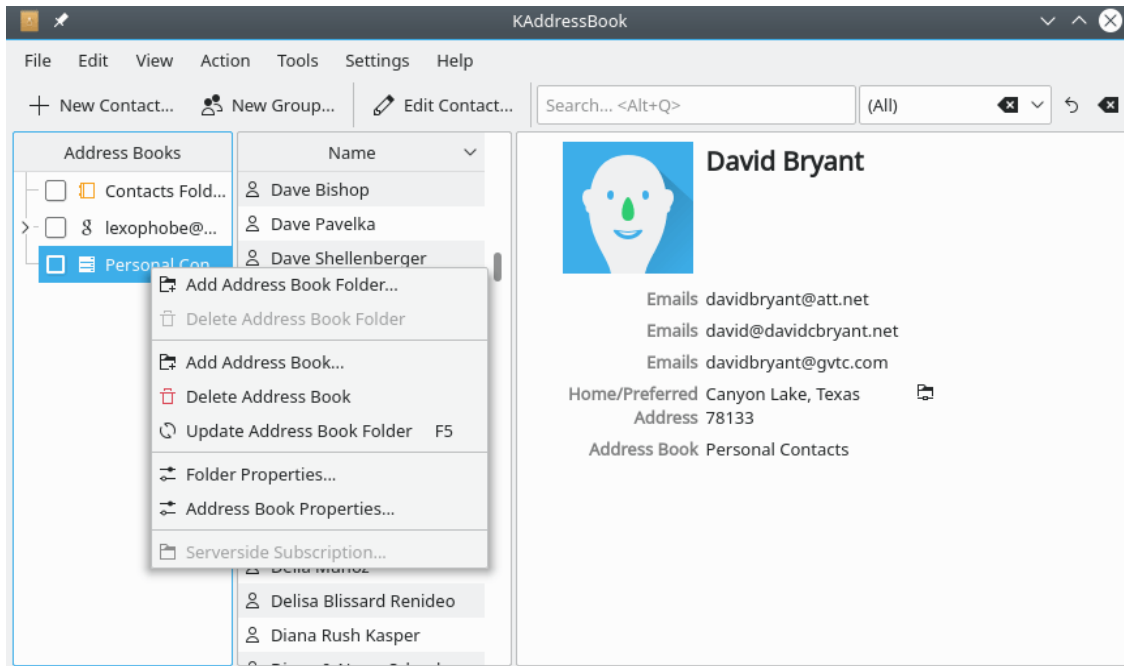 KAddressBook
File Edit View Action Tools Settings Help
New Contact... New Group... Edit Contact... Search... <Alt+Q> (All)
Address Books
Contacts Fold...
lexophobe@...
Personal Con...
Name
Dave Bishop
Dave Pavelka
Dave Shellenberger
Add Address Book Folder...
Delete Address Book Folder
Add Address Book...
Delete Address Book
Update Address Book Folder F5
Folder Properties...
Address Book Properties...
Serverside Subscription...
Delisa Blissard Renideo
Diana Rush Kasper
David Bryant
Emails davidbryant@att.net
Emails david@davidcbryant.net
Emails davidbryant@gvtc.com
Home/Preferred Canyon Lake, Texas
Address 78133
Address Book Personal Contacts